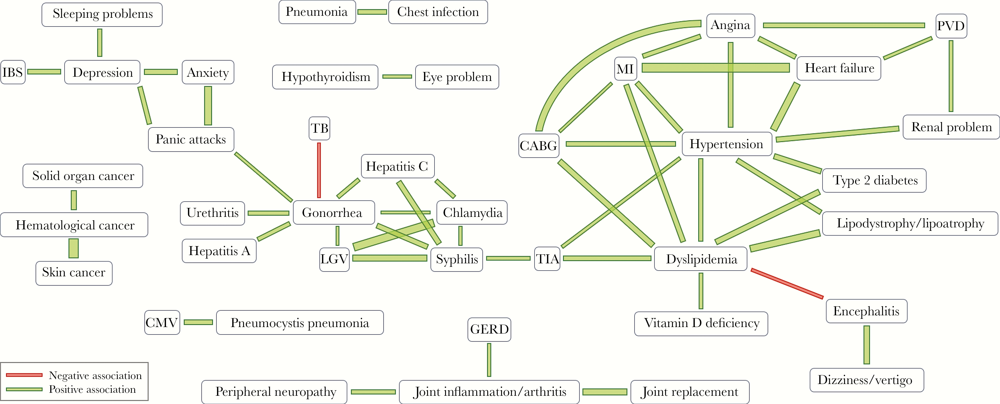 Sleeping problems
Pneumonia
Chest infection
Angina
PVD
IBS
Depression
Anxiety
Hypothyroidism
Eye problem
MI
Heart failure
Panic attacks
TB
CABG
Hypertension
Renal problem
Solid organ cancer
Hepatitis C
Type 2 diabetes
Urethritis
Gonorrhea
Chlamydia
Hematological cancer
Lipodystrophy/lipoatrophy
Hepatitis A
LGV
Syphilis
TIA
Dyslipidemia
Skin cancer
CMV
Pneumocystis pneumonia
GERD
Vitamin D deficiency
Encephalitis
Negative association
Positive association
Peripheral neuropathy
Joint inflammation/arthritis
Joint replacement
Dizziness/vertigo